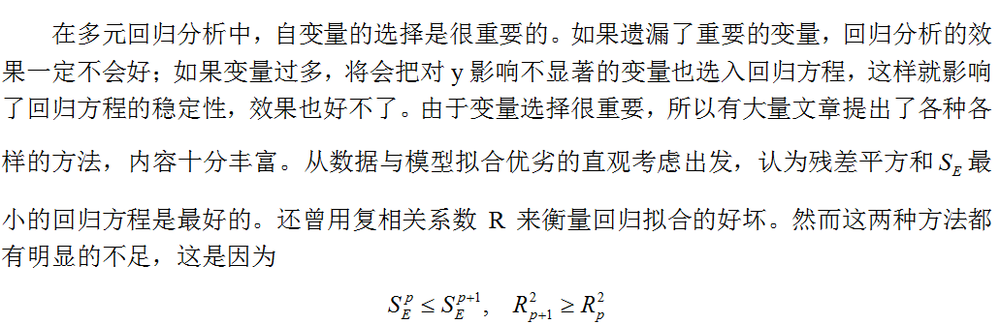 在多元回归分析中，自变量的选择是很重要的。如果遗漏了重要的变量，回归分析的效
果一定不会好；如果变量过多，将会把对 y 影响不显著的变量也选入回归方程，这样就影响
了回归方程的稳定性，效果也好不了。由于变量选择很重要，所以有大量文章提出了各种各
样的方法，内容十分丰富。从数据与模型拟合优劣的直观考虑出发，认为残差平方和 $S_E$ 最
小的回归方程是最好的。还曾用复相关系数 R 来衡量回归拟合的好坏。然而这两种方法都
有明显的不足，这是因为
$S_E^p \leq S_E^{p+1}, \quad R_{p+1}^2 \geq R_p^2$